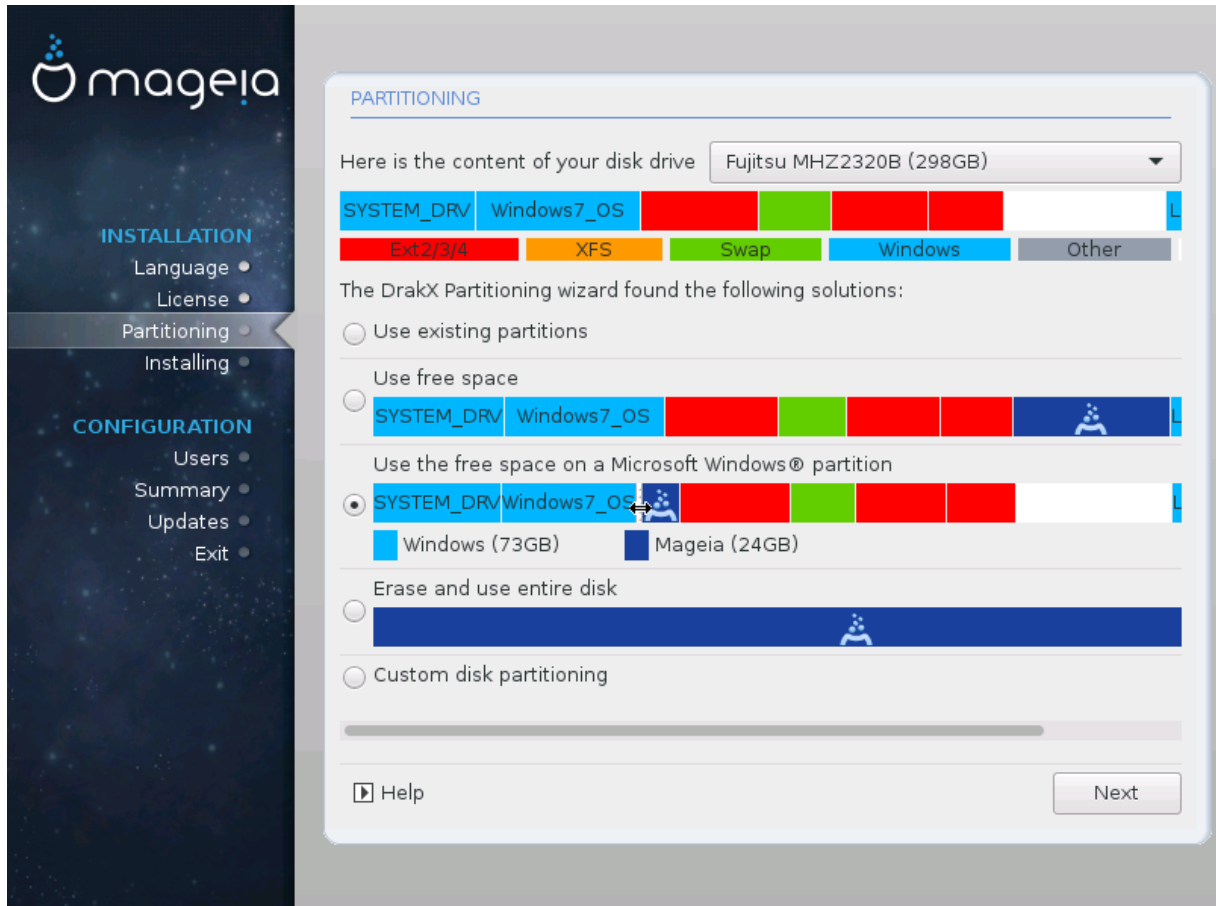 mageia
INSTALLATION
Language
License
Partitioning
Installing
CONFIGURATION
Users
Summary
Updates
Exit
PARTITIONING
Here is the content of your disk drive Fujitsu MHZ2320B (298GB)
SYSTEM_DRV Windows7_OS L
Ext2/3/4 XFS Swap Windows Other
The DrakX Partitioning wizard found the following solutions:
Use existing partitions
Use free space
SYSTEM_DRV Windows7_OS L
Use the free space on a Microsoft Windows® partition
SYSTEM_DRV Windows7_OS L
Windows (73GB) Mageia (24GB)
Erase and use entire disk
Custom disk partitioning
Help Next